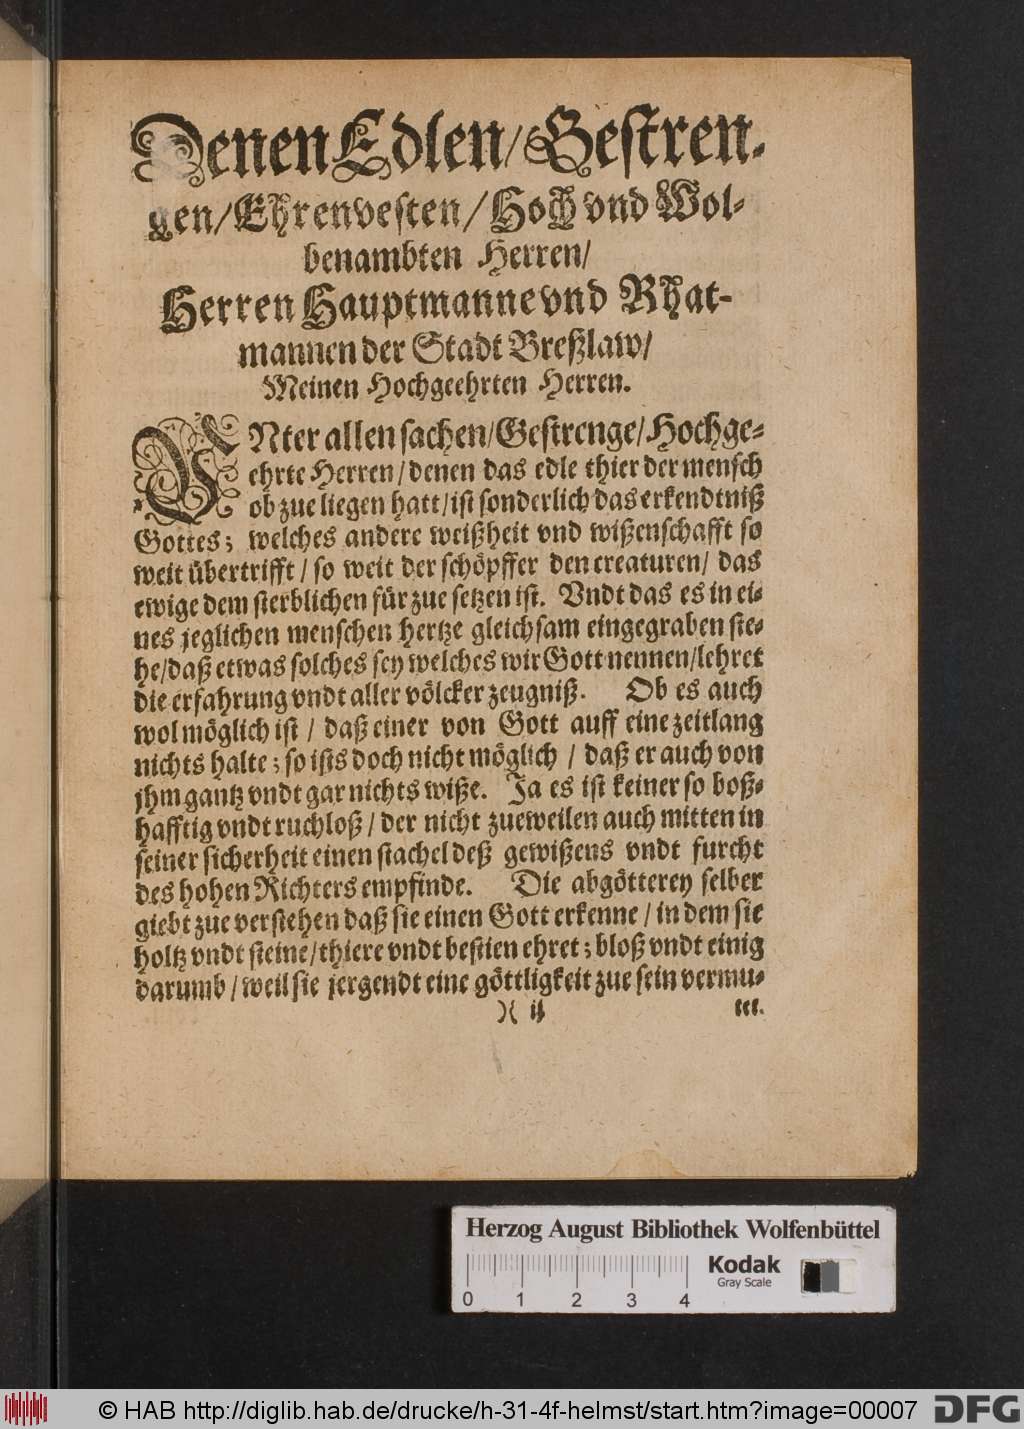 Denen Edlen/ Gestren-
gen/ Ehrenvesten/ Hoch vnd Wol-
benambten Herren/
Herren Hauptmanne vnd Rhat-
mannen der Stadt Breßlaw/
Meinen Hochgeehrten Herren.
VNter allen sachen/ Gestrenge/ Hochge-
ehrte Herren/ denen das edle thier der mensch
ob zue liegen hatt/ ist sonderlich das erkendtniß
Gottes; welches andere weißheit vnd wißenschafft so
weit übertrifft/ so weit der schöpffer den creaturen/ das
ewige dem sterblichen für zue setzen ist. Vndt das es in ei-
nes jeglichen menschen hertze gleichsam eingegraben ste-
he/ daß etwas solches sey welches wir Gott nennen/ lehret
die erfahrung vndt aller völcker zeugniß. Ob es auch
wol möglich ist/ daß einer von Gott auff eine zeitlang
nichts halte; so ists doch nicht möglich/ daß er auch von
jhm gantz vndt gar nichts wiße. Ja es ist keiner so boß-
hafftig vndt ruchloß/ der nicht zueweilen auch mitten in
seiner sicherheit einen stachel deß gewißens vndt furcht
des hohen Richters empfinde. Die abgötterey selber
giebt zue verstehen daß sie einen Gott erkenne/ in dem sie
holtz vndt steine/ thiere vndt bestien ehret; bloß vndt einig
darumb/ weil sie jergendt eine göttligkeit zue sein vermu-
)( ij
ttt.
Herzog August Bibliothek Wolfenbüttel
Kodak
Gray Scale
0 1 2 3 4
© HAB http://diglib.hab.de/drucke/h-31-4f-helmst/start.htm?image=00007
DFG